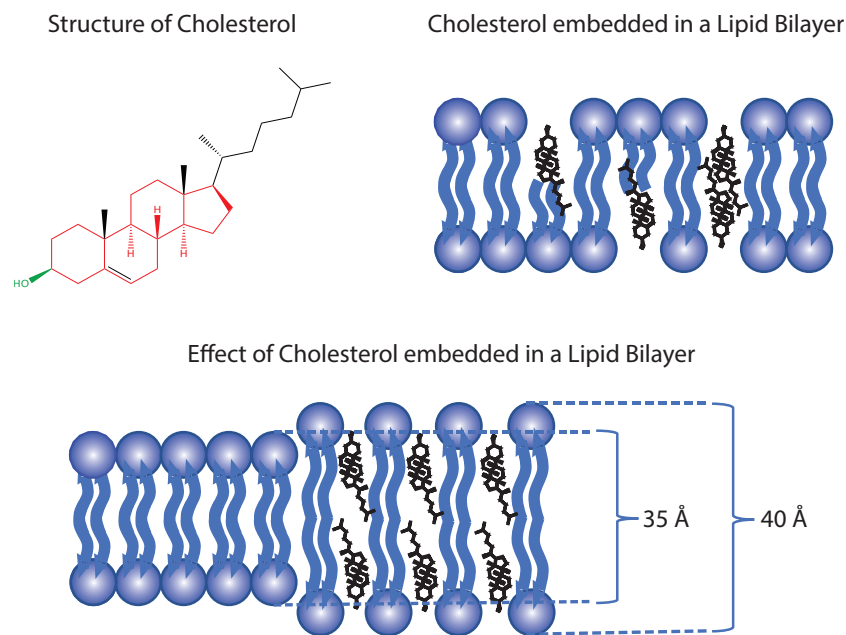 Structure of Cholesterol
Cholesterol embedded in a Lipid Bilayer
H
H
H
HO
Effect of Cholesterol embedded in a Lipid Bilayer
35 Å
40 Å